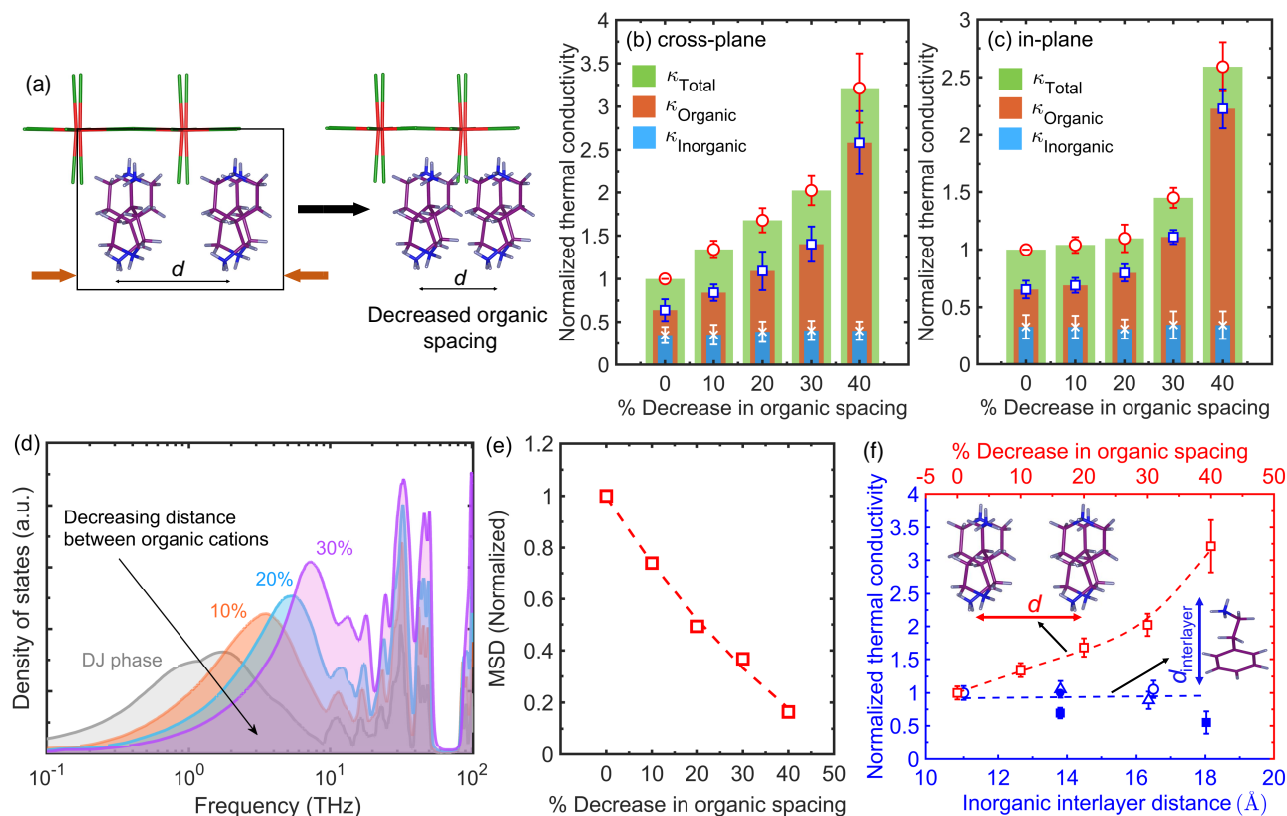 (a)
d
d
Decreased organic
spacing
(b) cross-plane
κTotal
κOrganic
κInorganic
Normalized thermal conductivity
4
3.5
3
2.5
2
1.5
1
0.5
0
0 10 20 30 40
% Decrease in organic spacing
(c) in-plane
κTotal
κOrganic
κInorganic
Normalized thermal conductivity
3
2.5
2
1.5
1
0.5
0
0 10 20 30 40
% Decrease in organic spacing
(d)
Density of states (a.u.)
Decreasing distance
between organic cations
30%
20%
10%
DJ phase
10⁻¹ 10⁰ 10¹ 10²
Frequency (THz)
(e)
MSD (Normalized)
1.2
1
0.8
0.6
0.4
0.2
0
0 10 20 30 40 50
% Decrease in organic spacing
(f)
% Decrease in organic spacing
-5 0 10 20 30 40 50
Normalized thermal conductivity
4
3.5
3
2.5
2
1.5
1
0.5
0
d
dinterlayer
10 12 14 16 18 20
Inorganic interlayer distance (Å)